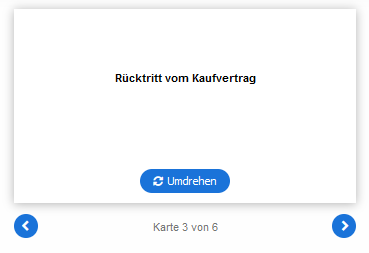 Rücktritt vom Kaufvertrag
Umdrehen
Karte 3 von 6